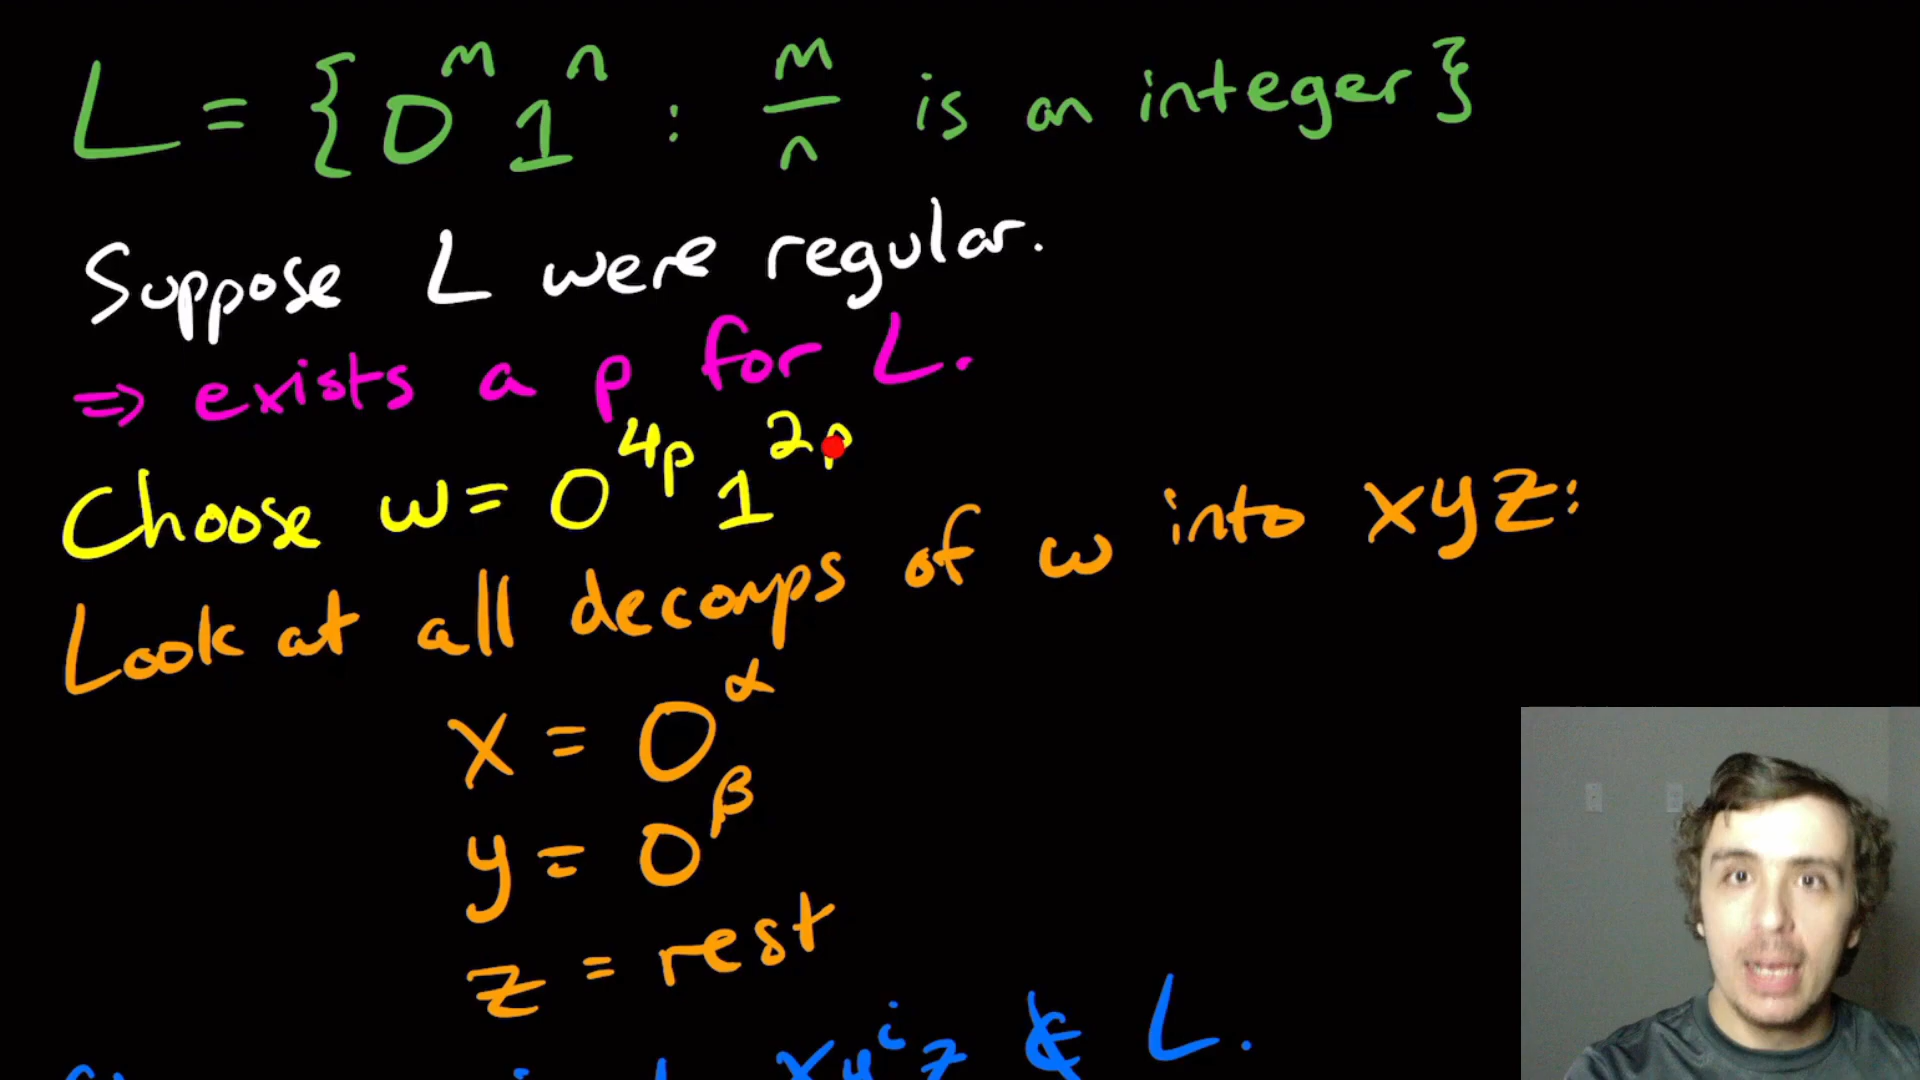 L = { 0^m 1^n : m/n is an integer }
Suppose L were regular.
⇒ exists a p for L.
Choose w = 0^4p 1^2p
Look at all decomps of w into xyz:
x = 0^α
y = 0^β
z = rest
xy^i z ∉ L.